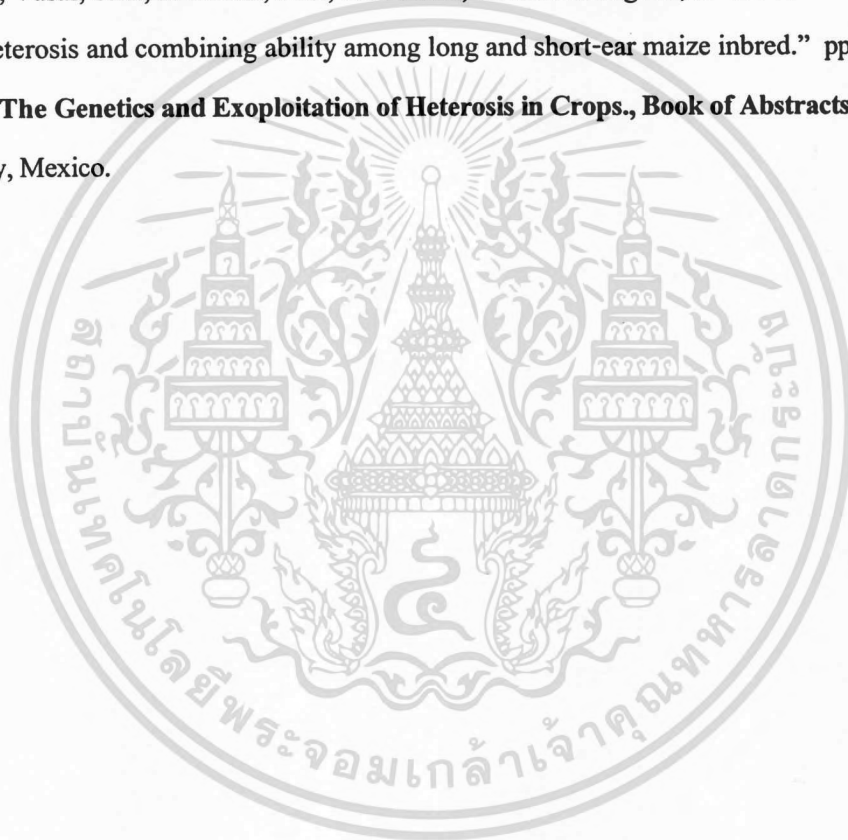 eterosis and combining ability among long and short-ear maize inbred.” pp
The Genetics and Exoploitation of Heterosis in Crops., Book of Abstracts
y, Mexico.
สถาบันเทคโนโลยีพระจอมเกล้าเจ้าคุณทหารลาดกระบัง